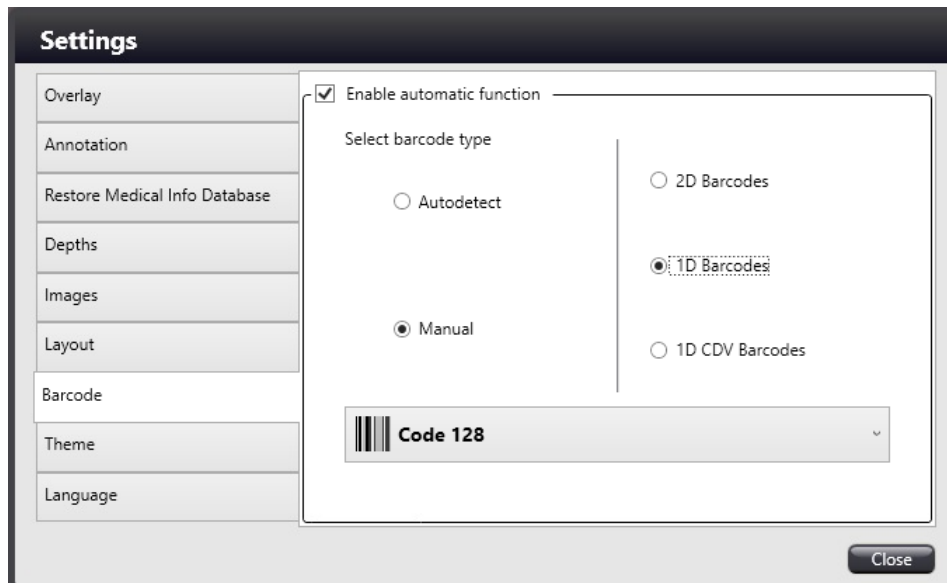 Settings
Overlay
Annotation
Restore Medical Info Database
Depths
Images
Layout
Barcode
Theme
Language
Enable automatic function
Select barcode type
Autodetect
Manual
2D Barcodes
1D Barcodes
1D CDV Barcodes
Code 128
Close